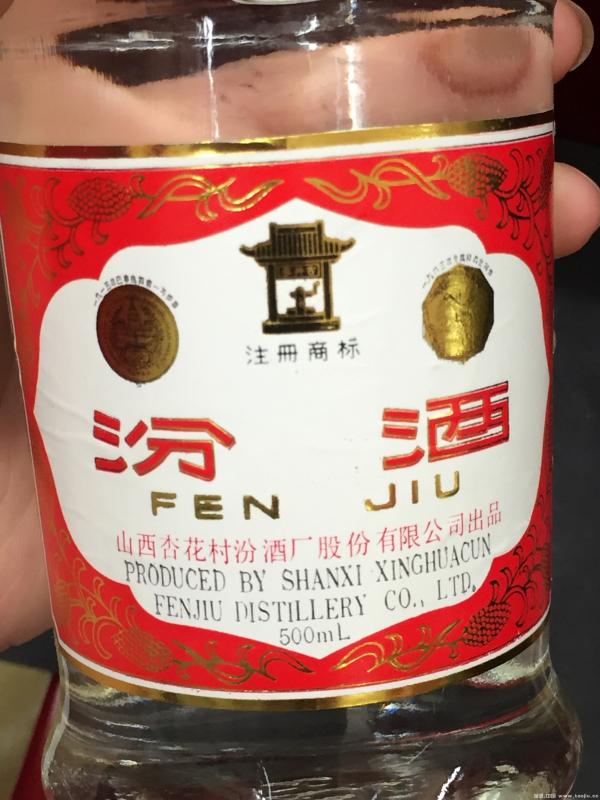 注册商标
汾酒
FEN JIU
山西杏花村汾酒厂股份有限公司出品
PRODUCED BY SHANXI XINGHUACUN
FENJIU DISTILLERY CO., LTD.
500mL